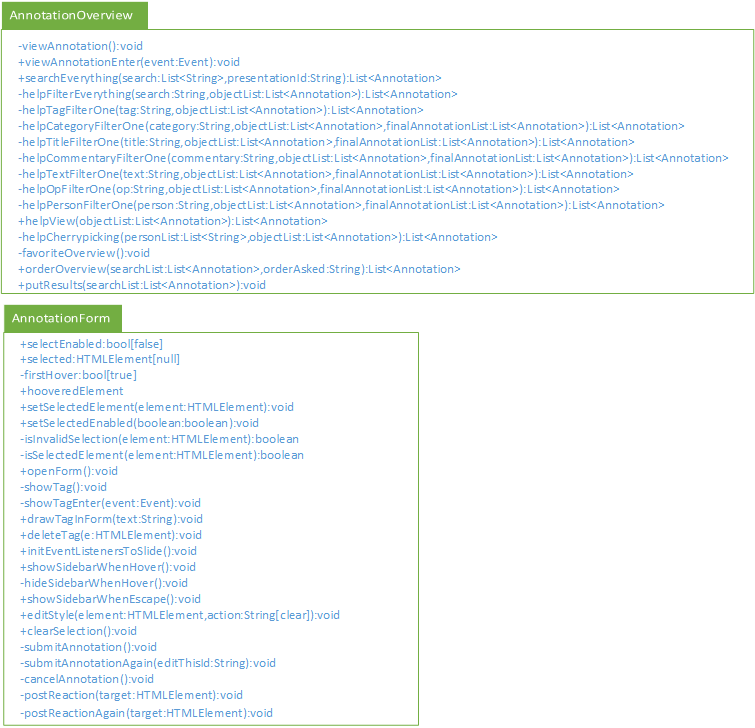 AnnotationOverview
-viewAnnotation():void
+viewAnnotationEnter(event:Event):void
+searchEverything(search:List<String>,presentationId:String):List<Annotation>
-helpFilterEverything(search:String,objectList:List<Annotation>):List<Annotation>
-helpTagFilterOne(tag:String,objectList:List<Annotation>):List<Annotation>
-helpCategoryFilterOne(category:String,objectList:List<Annotation>,finalAnnotationList:List<Annotation>):List<Annotation>
-helpTitleFilterOne(title:String,objectList:List<Annotation>,finalAnnotationList:List<Annotation>):List<Annotation>
-helpCommentaryFilterOne(commentary:String,objectList:List<Annotation>,finalAnnotationList:List<Annotation>):List<Annotation>
-helpTextFilterOne(text:String,objectList:List<Annotation>,finalAnnotationList:List<Annotation>):List<Annotation>
-helpOpFilterOne(op:String,objectList:List<Annotation>,finalAnnotationList:List<Annotation>):List<Annotation>
-helpPersonFilterOne(person:String,objectList:List<Annotation>,finalAnnotationList:List<Annotation>):List<Annotation>
+helpView(objectList:List<Annotation>):List<Annotation>
-helpCherrypicking(personList:List<String>,objectList:List<Annotation>):List<Annotation>
-favoriteOverview():void
+orderOverview(searchList:List<Annotation>,orderAsked:String):List<Annotation>
+putResults(searchList:List<Annotation>):void
AnnotationForm
+selectEnabled:bool[false]
+selected:HTMLElement[null]
-firstHover:bool[true]
+hooveredElement
+setSelectedElement(element:HTMLElement):void
+setSelectedEnabled(boolean:boolean):void
-isInvalidSelection(element:HTMLElement):boolean
-isSelectedElement(element:HTMLElement):boolean
+openForm():void
-showTag():void
-showTagEnter(event:Event):void
+drawTagInForm(text:String):void
+deleteTag(e:HTMLElement):void
+initEventListenersToSlide():void
+showSidebarWhenHover():void
-hideSidebarWhenHover():void
+showSidebarWhenEscape():void
+editStyle(element:HTMLElement,action:String[clear]):void
+clearSelection():void
-submitAnnotation():void
-submitAnnotationAgain(editThisId:String):void
-cancelAnnotation():void
-postReaction(target:HTMLElement):void
-postReactionAgain(target:HTMLElement):void